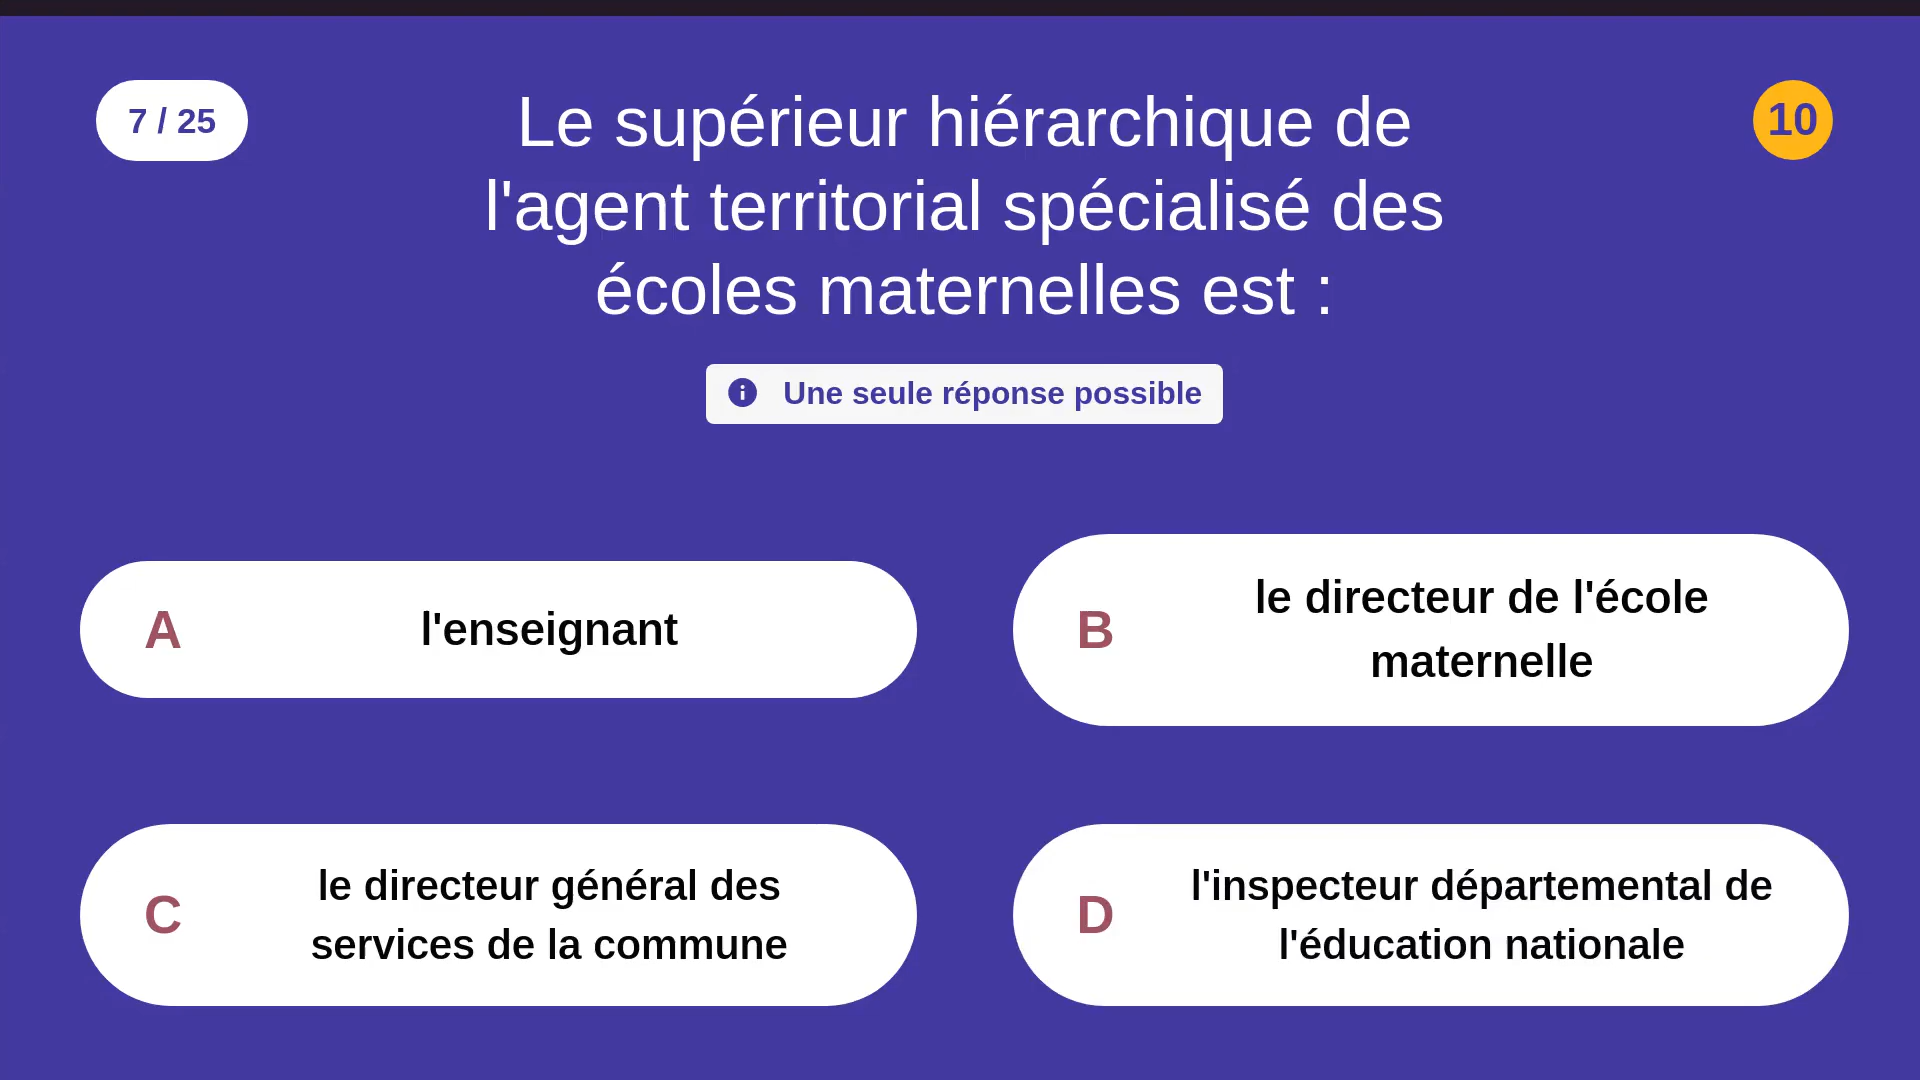 7 / 25
Le supérieur hiérarchique de
l'agent territorial spécialisé des
écoles maternelles est :
10
Une seule réponse possible
A
l'enseignant
B
le directeur de l'école
maternelle
C
le directeur général des
services de la commune
D
l'inspecteur départemental de
l'éducation nationale